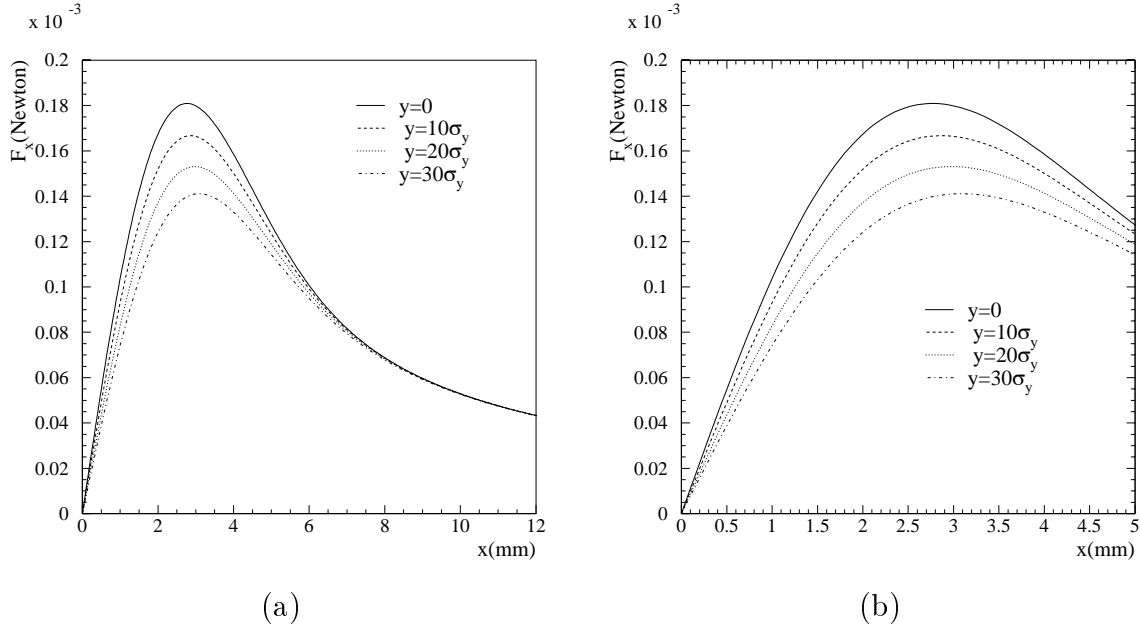 x 10 -3
F_x(Newton)
0.2
0.18
0.16
0.14
0.12
0.1
0.08
0.06
0.04
0.02
0
y=0
y=10σ_y
y=20σ_y
y=30σ_y
0 2 4 6 8 10 12
x(mm)
(a)
x 10 -3
F_x(Newton)
0.2
0.18
0.16
0.14
0.12
0.1
0.08
0.06
0.04
0.02
0
y=0
y=10σ_y
y=20σ_y
y=30σ_y
0 0.5 1 1.5 2 2.5 3 3.5 4 4.5 5
x(mm)
(b)